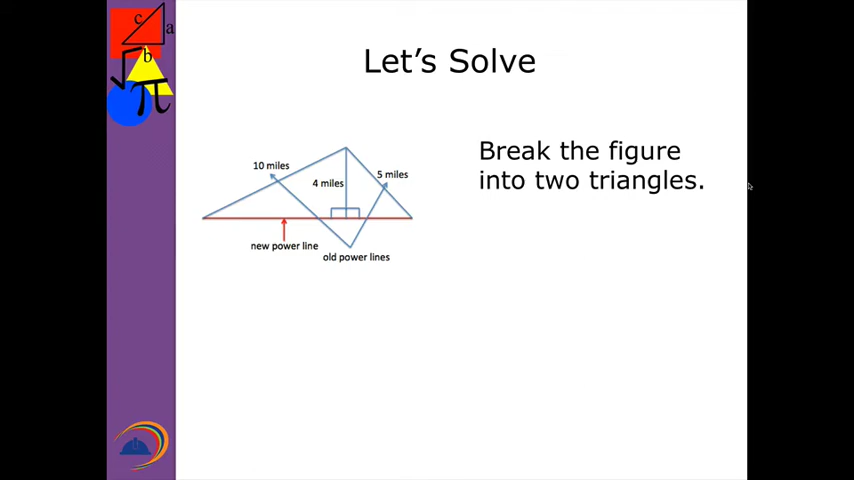 c
a
b
√
π
Let’s Solve
Break the figure
into two triangles.
10 miles
5 miles
4 miles
new power line
old power lines